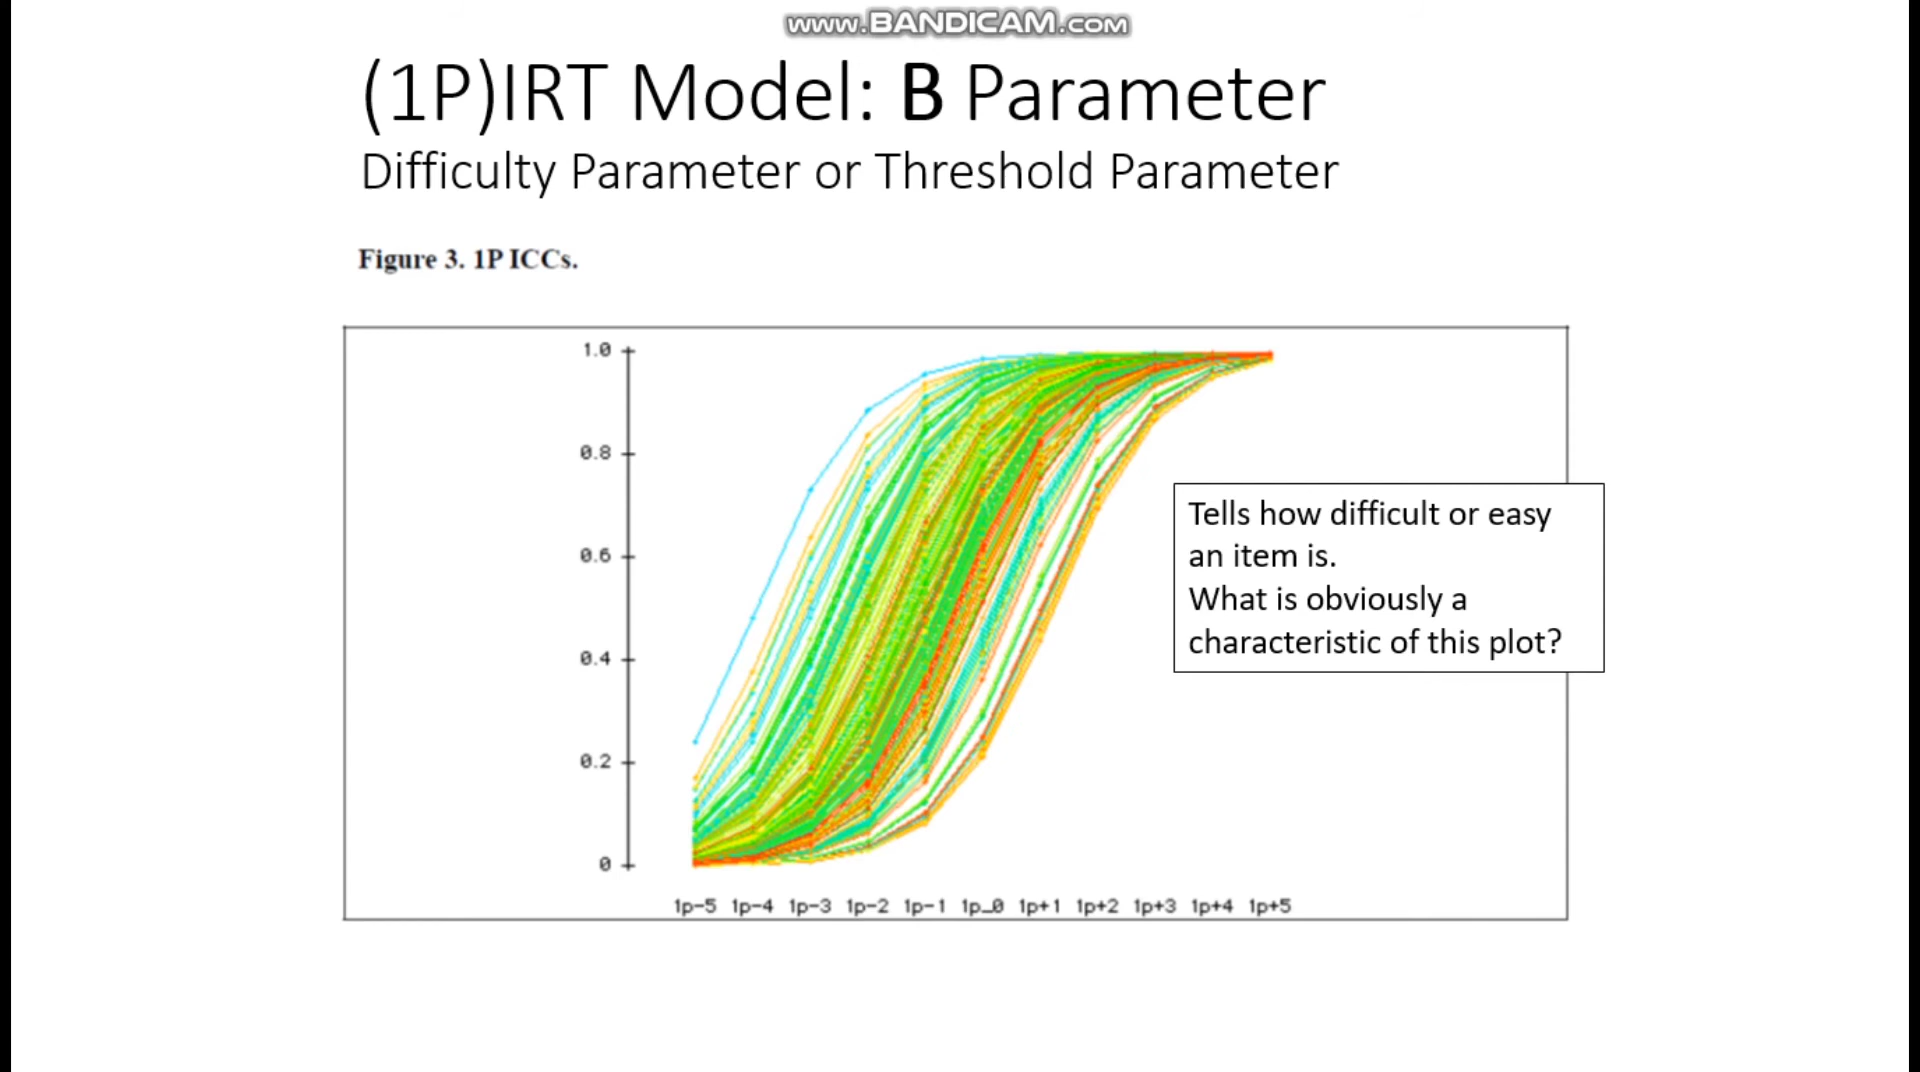 www.BANDICAM.com
(1P)IRT Model: B Parameter
Difficulty Parameter or Threshold Parameter
Figure 3. 1P ICCs.
1.0
0.8
0.6
0.4
0.2
0
1p-5 1p-4 1p-3 1p-2 1p-1 1p_0 1p+1 1p+2 1p+3 1p+4 1p+5
Tells how difficult or easy
an item is.
What is obviously a
characteristic of this plot?